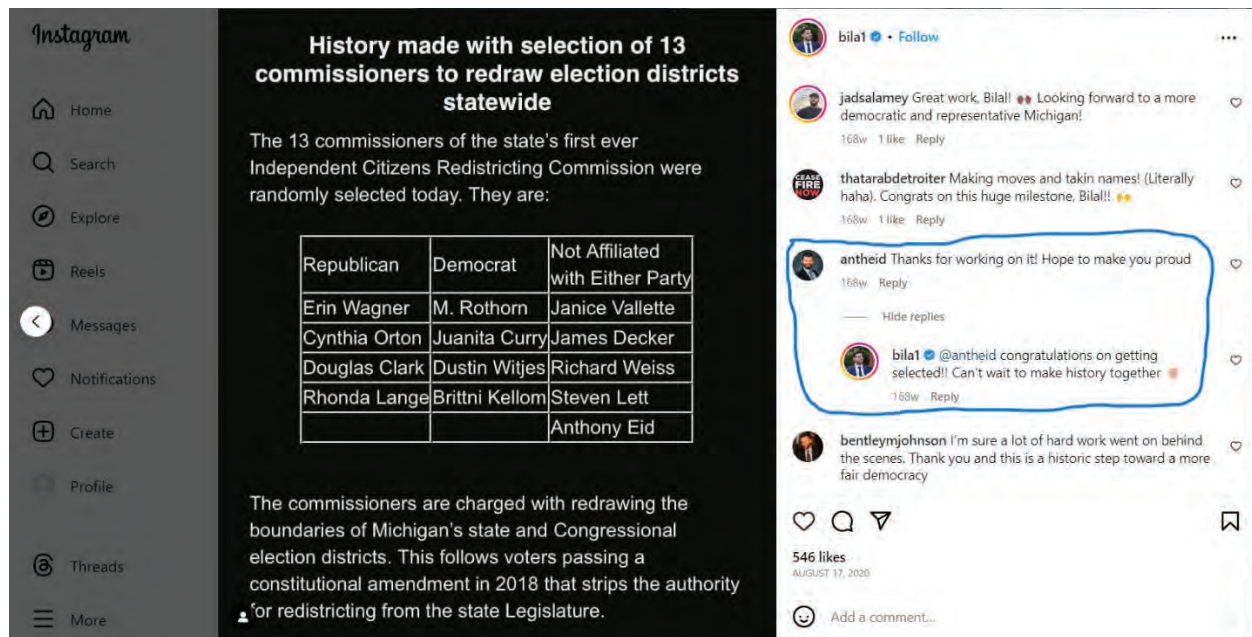 Instagram
Home
Search
Explore
Reels
Messages
Notifications
Create
Profile
Threads
More
History made with selection of 13
commissioners to redraw election districts
statewide
The 13 commissioners of the state's first ever
Independent Citizens Redistricting Commission were
randomly selected today. They are:
Republican Democrat Not Affiliated
with Either Party
Erin Wagner M. Rothorn Janice Vallette
Cynthia Orton Juanita Curry James Decker
Douglas Clark Dustin Witjes Richard Weiss
Rhonda Lange Brittni Kellom Steven Lett
Anthony Eid
The commissioners are charged with redrawing the
boundaries of Michigan's state and Congressional
election districts. This follows voters passing a
constitutional amendment in 2018 that strips the authority
for redistricting from the state Legislature.
bila1 • Follow
jadsalamey Great work, Bilal! Looking forward to a more
democratic and representative Michigan!
168w 1 like Reply
CEASE
FIRE
NOW
thatarabdetroiter Making moves and takin names! (Literally
haha). Congrats on this huge milestone, Bilal!!
168w 1 like Reply
antheid Thanks for working on it! Hope to make you proud
168w Reply
Hide replies
bila1 @antheid congratulations on getting
selected!! Can't wait to make history together
168w Reply
bentleymjohnson I'm sure a lot of hard work went on behind
the scenes. Thank you and this is a historic step toward a more
fair democracy
546 likes
AUGUST 17, 2020
Add a comment...